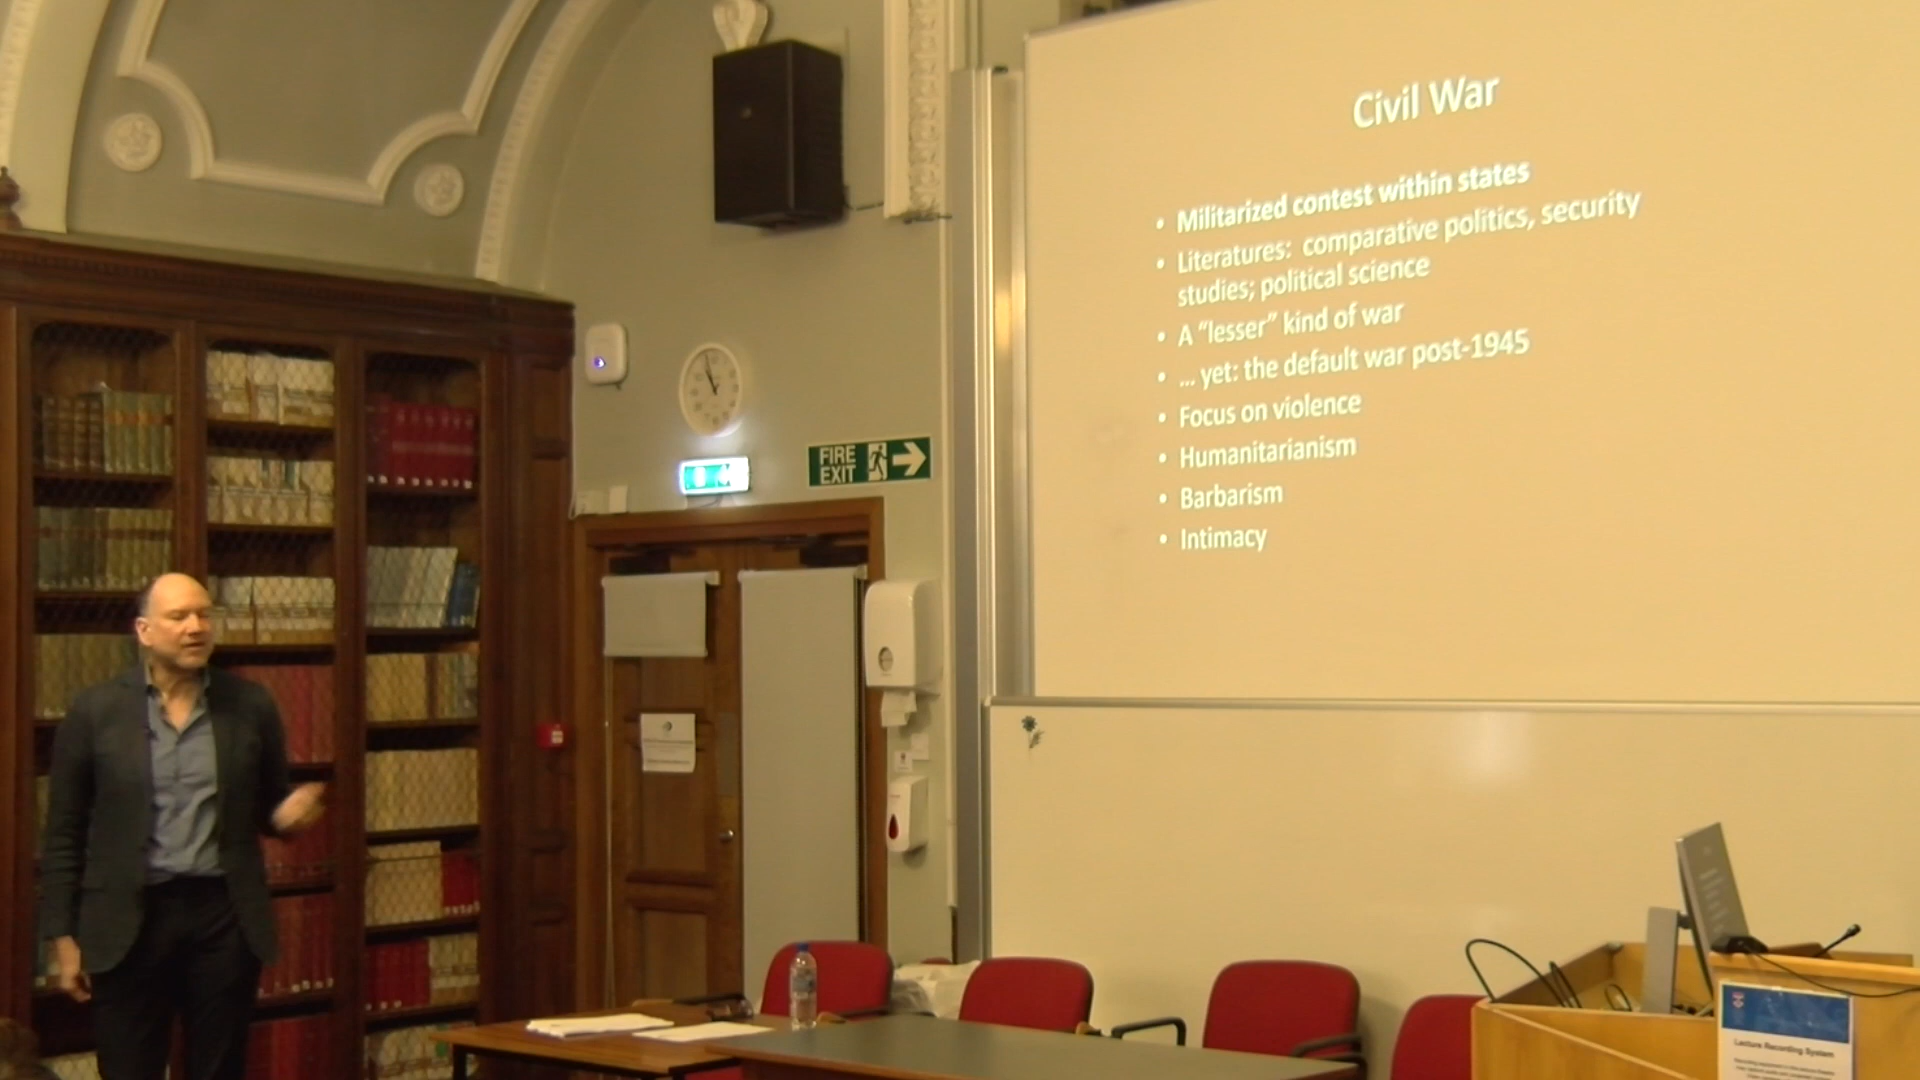 Civil War
• Militarized contest within states
• Literatures: comparative politics, security
studies; political science
• A “lesser” kind of war
• ... yet: the default war post-1945
• Focus on violence
• Humanitarianism
• Barbarism
• Intimacy
FIRE
EXIT
Lecture Recording System